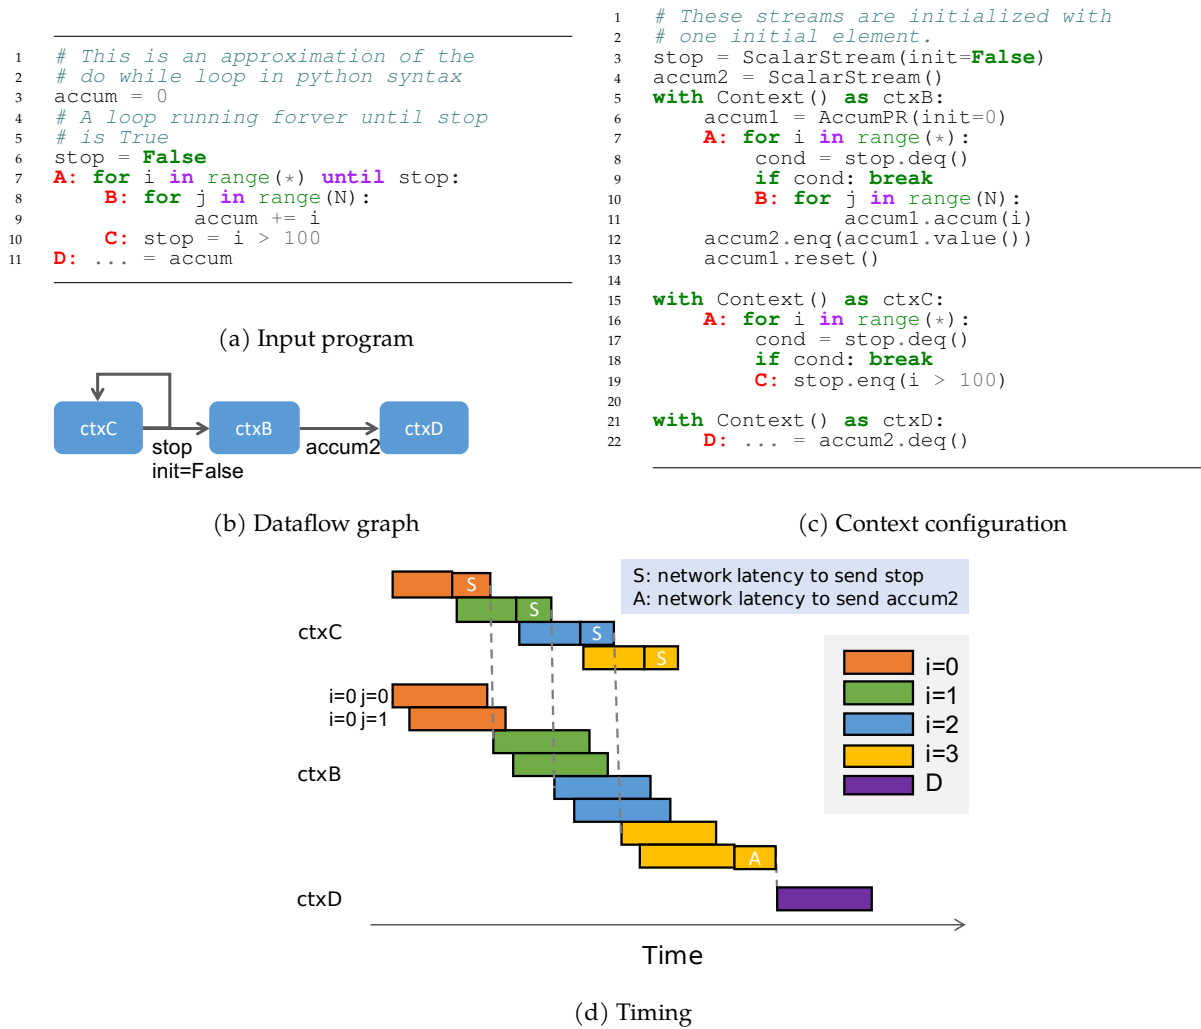 1 # This is an approximation of the
2 # do while loop in python syntax
3 accum = 0
4 # A loop running forver until stop
5 # is True
6 stop = False
7 A: for i in range(*) until stop:
8 B: for j in range(N):
9 accum += i
10 C: stop = i > 100
11 D: ... = accum
(a) Input program
ctxC
ctxB
ctxD
stop
init=False
accum2
(b) Dataflow graph
1 # These streams are initialized with
2 # one initial element.
3 stop = ScalarStream(init=False)
4 accum2 = ScalarStream()
5 with Context() as ctxB:
6 accum1 = AccumPR(init=0)
7 A: for i in range(*):
8 cond = stop.deq()
9 if cond: break
10 B: for j in range(N):
11 accum1.accum(i)
12 accum2.enq(accum1.value())
13 accum1.reset()
14
15 with Context() as ctxC:
16 A: for i in range(*):
17 cond = stop.deq()
18 if cond: break
19 C: stop.enq(i > 100)
20
21 with Context() as ctxD:
22 D: ... = accum2.deq()
(c) Context configuration
S: network latency to send stop
A: network latency to send accum2
S
S
S
S
ctxC
i=0 j=0
i=0 j=1
ctxB
A
ctxD
i=0
i=1
i=2
i=3
D
Time
(d) Timing